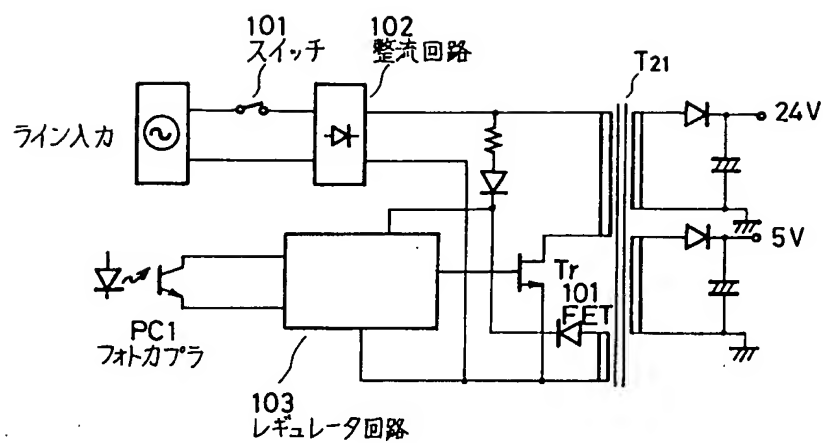 101
スイッチ
102
整流回路
T21
ライン入力
24V
5V
Tr
101
FET
PC1
フォトカプラ
103
レギュレータ回路